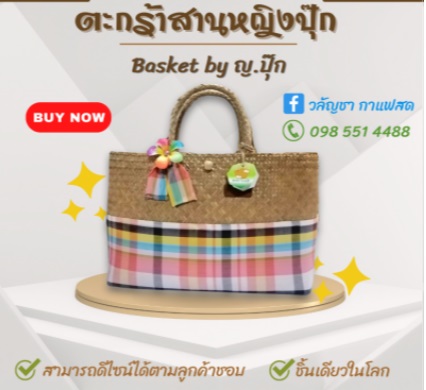 ตะกร้าสานหญิงปุ๊ก
Basket by ญ.ปุ๊ก
BUY NOW
วลัญชา กาแฟสด
098 551 4488
สามารถดีไซน์ได้ตามลูกค้าชอบ
ชิ้นเดียวในโลก